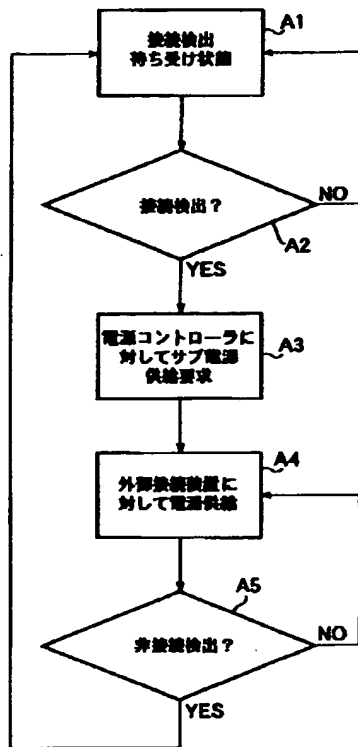 A1
接続検出
待ち受け状態
接続検出？
NO
A2
YES
電源コントローラに
対してサブ電源
供給要求
A3
A4
外部接続装置に
対して電源供給
A5
非接続検出？
NO
YES